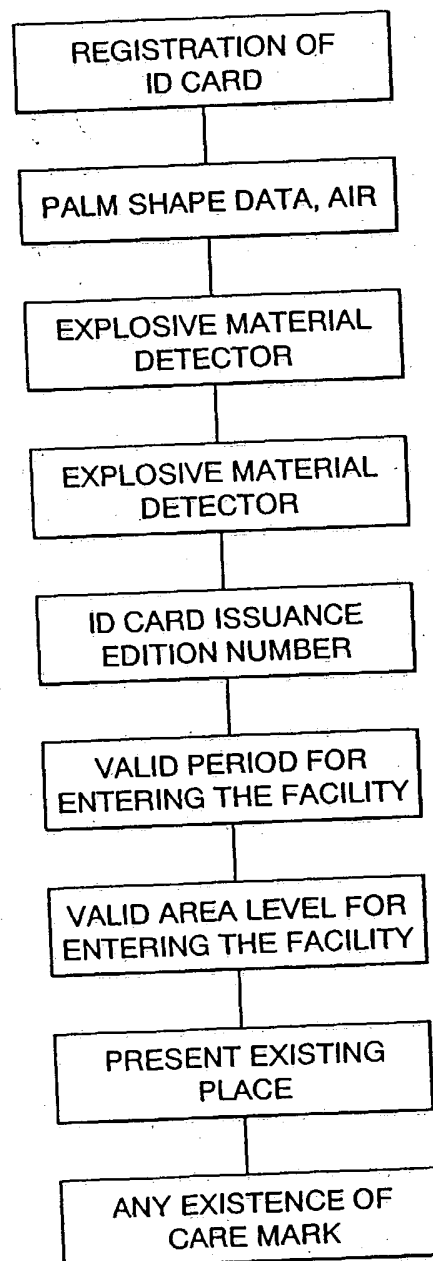 REGISTRATION OF
ID CARD
PALM SHAPE DATA, AIR
EXPLOSIVE MATERIAL
DETECTOR
EXPLOSIVE MATERIAL
DETECTOR
ID CARD ISSUANCE
EDITION NUMBER
VALID PERIOD FOR
ENTERING THE FACILITY
VALID AREA LEVEL FOR
ENTERING THE FACILITY
PRESENT EXISTING
PLACE
ANY EXISTENCE OF
CARE MARK